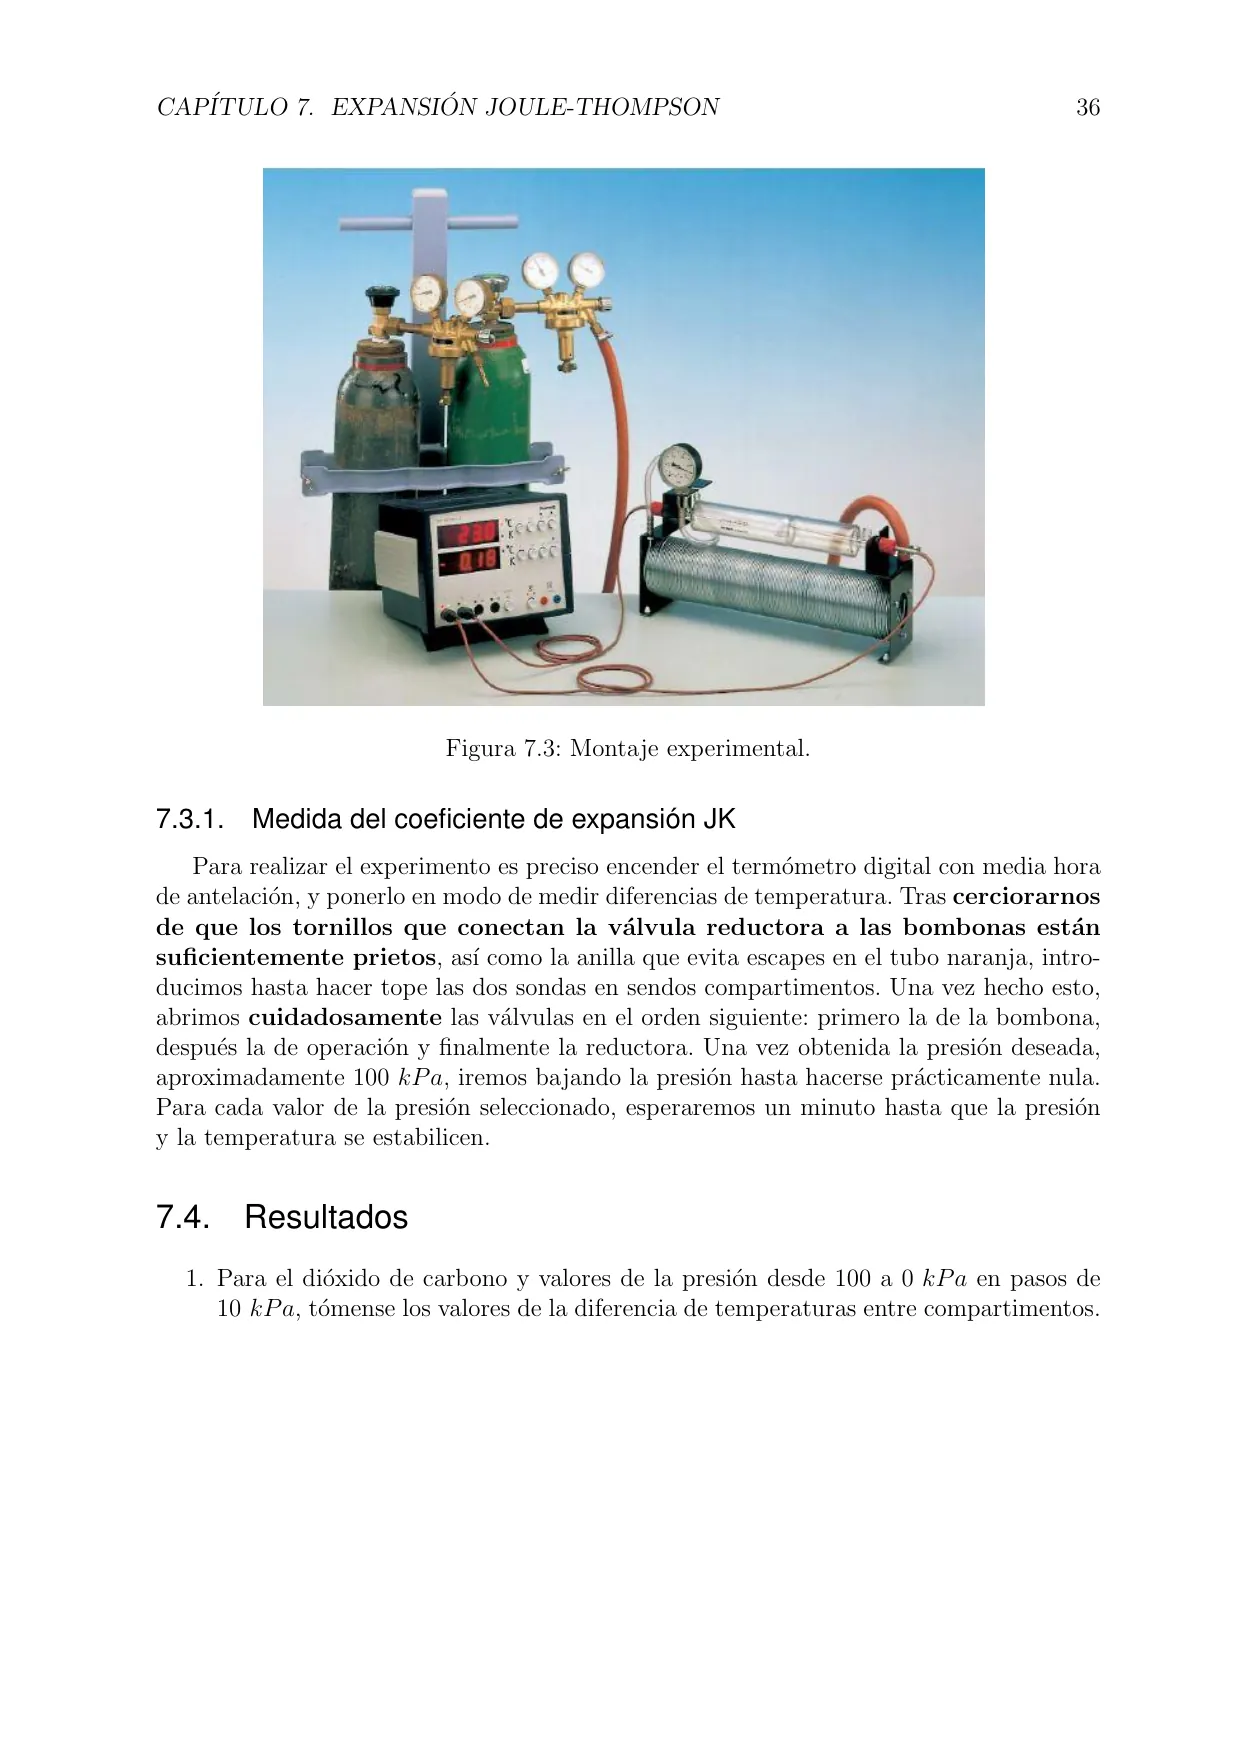 CAPÍTULO 7. EXPANSIÓN JOULE-THOMPSON 36
23.0
- 0.18
°C
K
°C
K
Figura 7.3: Montaje experimental.
7.3.1. Medida del coeficiente de expansión JK
Para realizar el experimento es preciso encender el termómetro digital con media hora
de antelación, y ponerlo en modo de medir diferencias de temperatura. Tras cerciorarnos
de que los tornillos que conectan la válvula reductora a las bombonas están
suficientemente prietos, así como la anilla que evita escapes en el tubo naranja, intro-
ducimos hasta hacer tope las dos sondas en sendos compartimentos. Una vez hecho esto,
abrimos cuidadosamente las válvulas en el orden siguiente: primero la de la bombona,
después la de operación y finalmente la reductora. Una vez obtenida la presión deseada,
aproximadamente 100 kPa, iremos bajando la presión hasta hacerse prácticamente nula.
Para cada valor de la presión seleccionado, esperaremos un minuto hasta que la presión
y la temperatura se estabilicen.
7.4. Resultados
1. Para el dióxido de carbono y valores de la presión desde 100 a 0 kPa en pasos de
10 kPa, tómense los valores de la diferencia de temperaturas entre compartimentos.